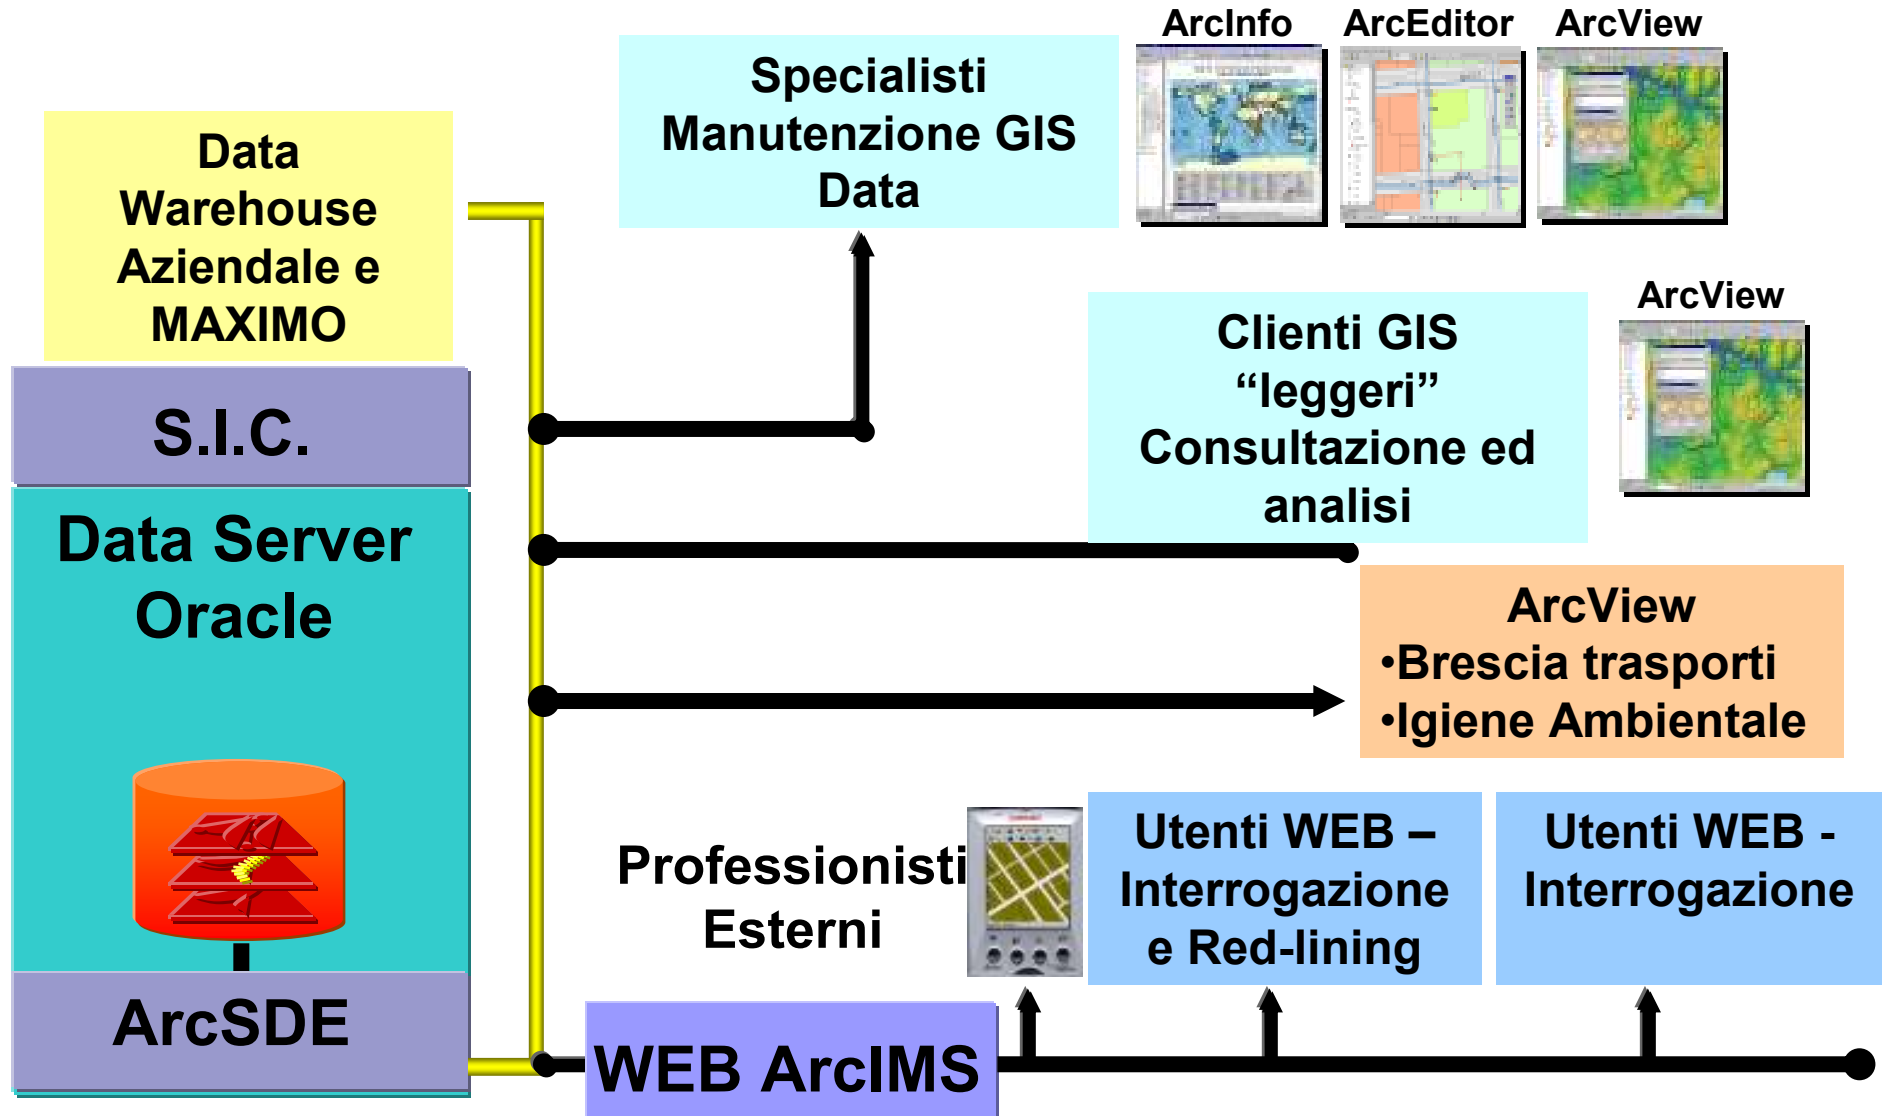 ArcInfo
ArcEditor
ArcView
Specialisti
Manutenzione GIS
Data
Data
Warehouse
Aziendale e
MAXIMO
ArcView
Clienti GIS
“leggeri”
Consultazione ed
analisi
S.I.C.
Data Server
Oracle
ArcView
•Brescia trasporti
•Igiene Ambientale
Professionisti
Esterni
Utenti WEB –
Interrogazione
e Red-lining
Utenti WEB -
Interrogazione
ArcSDE
WEB ArcIMS